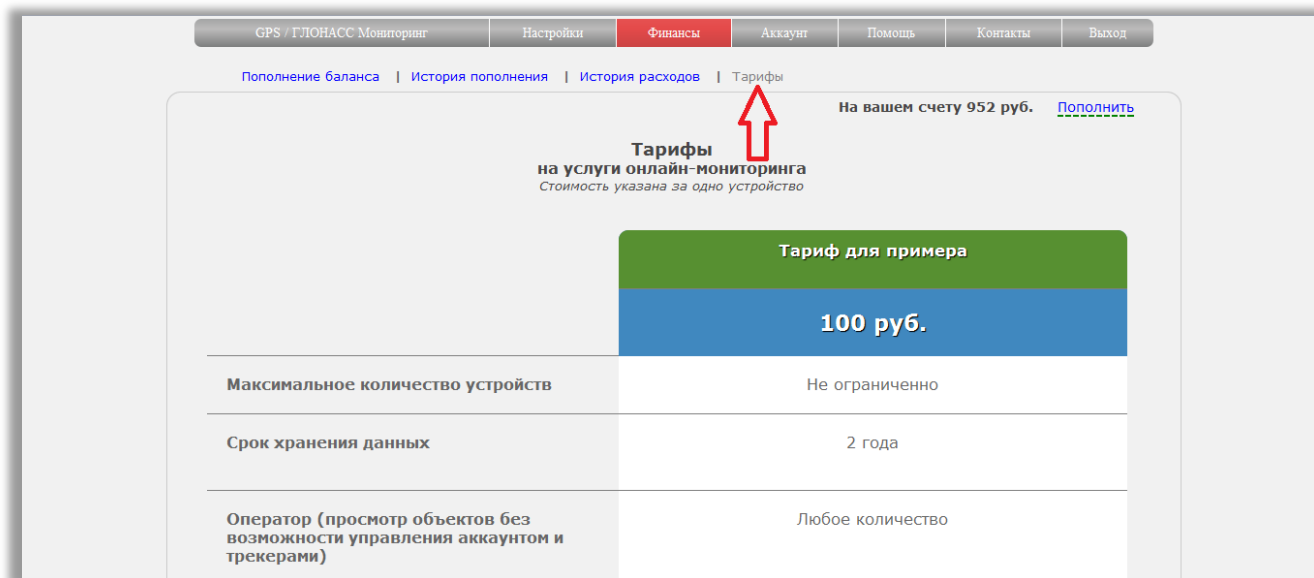 GPS / ГЛОНАСС Мониторинг Настройки Финансы Аккаунт Помощь Контакты Выход
Пополнение баланса | История пополнения | История расходов | Тарифы
На вашем счету 952 руб. Пополнить
Тарифы
на услуги онлайн-мониторинга
Стоимость указана за одно устройство
Тариф для примера
100 руб.
Максимальное количество устройств Не ограниченно
Срок хранения данных 2 года
Оператор (просмотр объектов без Любое количество
возможности управления аккаунтом и
трекерами)